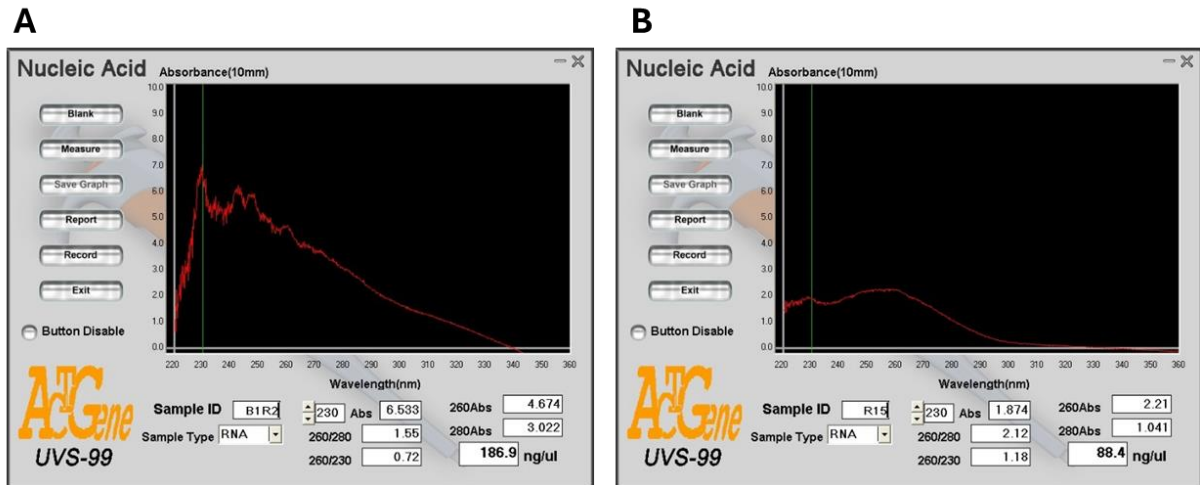 A
Nucleic Acid
Absorbance(10mm)
Blank
Measure
Save Graph
Report
Record
Exit
Button Disable
10.0
9.0
8.0
7.0
6.0
5.0
4.0
3.0
2.0
1.0
0.0
220 230 240 250 260 270 280 290 300 310 320 330 340 350 360
Wavelength(nm)
ActGene
UVS-99
Sample ID B1R2
Sample Type RNA
230 Abs 6.533
260/280 1.55
260/230 0.72
260Abs 4.674
280Abs 3.022
186.9 ng/ul
B
Nucleic Acid
Absorbance(10mm)
Blank
Measure
Save Graph
Report
Record
Exit
Button Disable
10.0
9.0
8.0
7.0
6.0
5.0
4.0
3.0
2.0
1.0
0.0
220 230 240 250 260 270 280 290 300 310 320 330 340 350 360
Wavelength(nm)
ActGene
UVS-99
Sample ID R15
Sample Type RNA
230 Abs 1.874
260/280 2.12
260/230 1.18
260Abs 2.21
280Abs 1.041
88.4 ng/ul